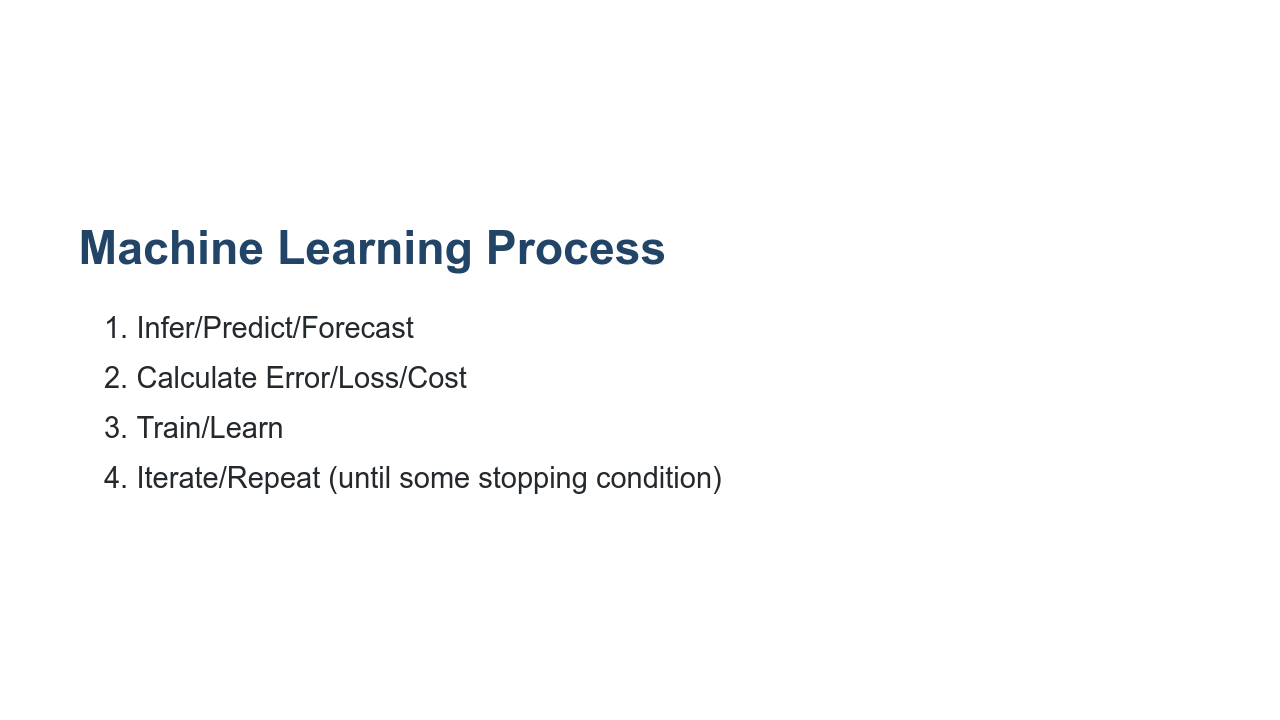 Machine Learning Process
1. Infer/Predict/Forecast
2. Calculate Error/Loss/Cost
3. Train/Learn
4. Iterate/Repeat (until some stopping condition)